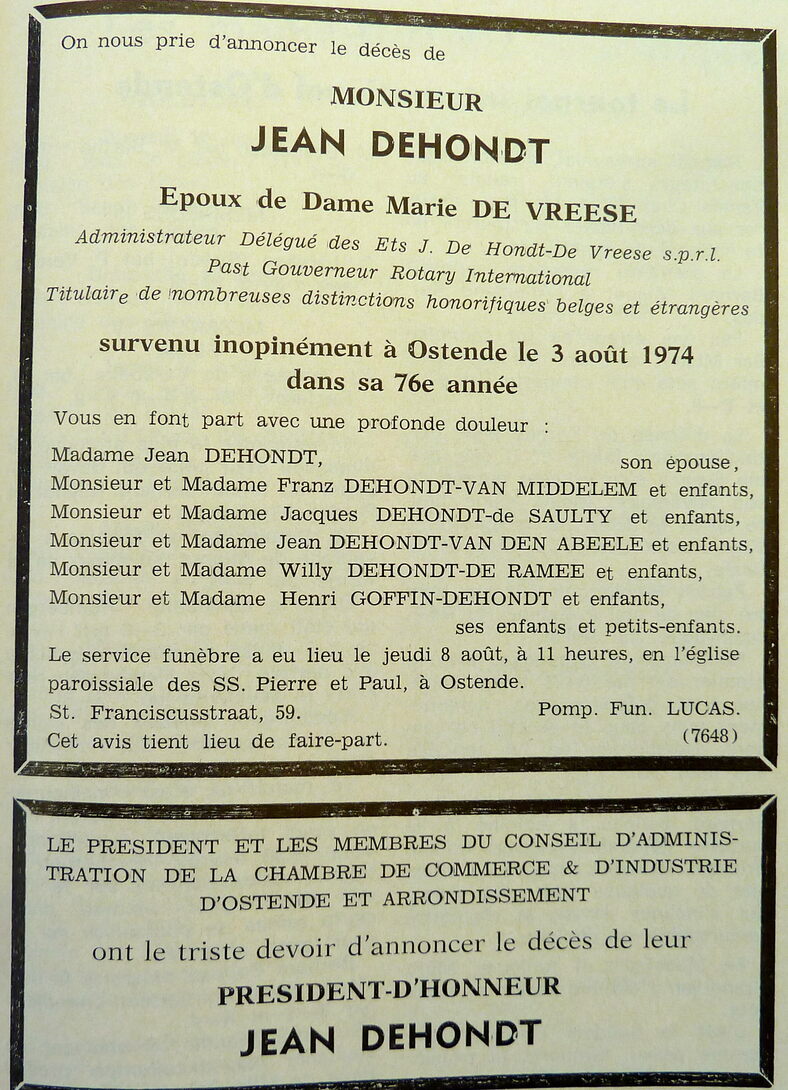 On nous prie d'annoncer le décès de
MONSIEUR
JEAN DEHONDT
Epoux de Dame Marie DE VREESE
Administrateur Délégué des Ets J. De Hondt-De Vreese s.p.r.l.
Past Gouverneur Rotary International
Titulaire de nombreuses distinctions honorifiques belges et étrangères
survenu inopinément à Ostende le 3 août 1974
dans sa 76e année
Vous en font part avec une profonde douleur :
Madame Jean DEHONDT, son épouse,
Monsieur et Madame Franz DEHONDT-VAN MIDDELEM et enfants,
Monsieur et Madame Jacques DEHONDT-de SAULTY et enfants,
Monsieur et Madame Jean DEHONDT-VAN DEN ABEELE et enfants,
Monsieur et Madame Willy DEHONDT-DE RAMEE et enfants,
Monsieur et Madame Henri GOFFIN-DEHONDT et enfants,
ses enfants et petits-enfants.
Le service funèbre a eu lieu le jeudi 8 août, à 11 heures, en l'église
paroissiale des SS. Pierre et Paul, à Ostende.
St. Franciscusstraat, 59. Pomp. Fun. LUCAS.
Cet avis tient lieu de faire-part. (7648)
LE PRESIDENT ET LES MEMBRES DU CONSEIL D'ADMINIS-
TRATION DE LA CHAMBRE DE COMMERCE & D'INDUSTRIE
D'OSTENDE ET ARRONDISSEMENT
ont le triste devoir d'annoncer le décès de leur
PRESIDENT-D'HONNEUR
JEAN DEHONDT